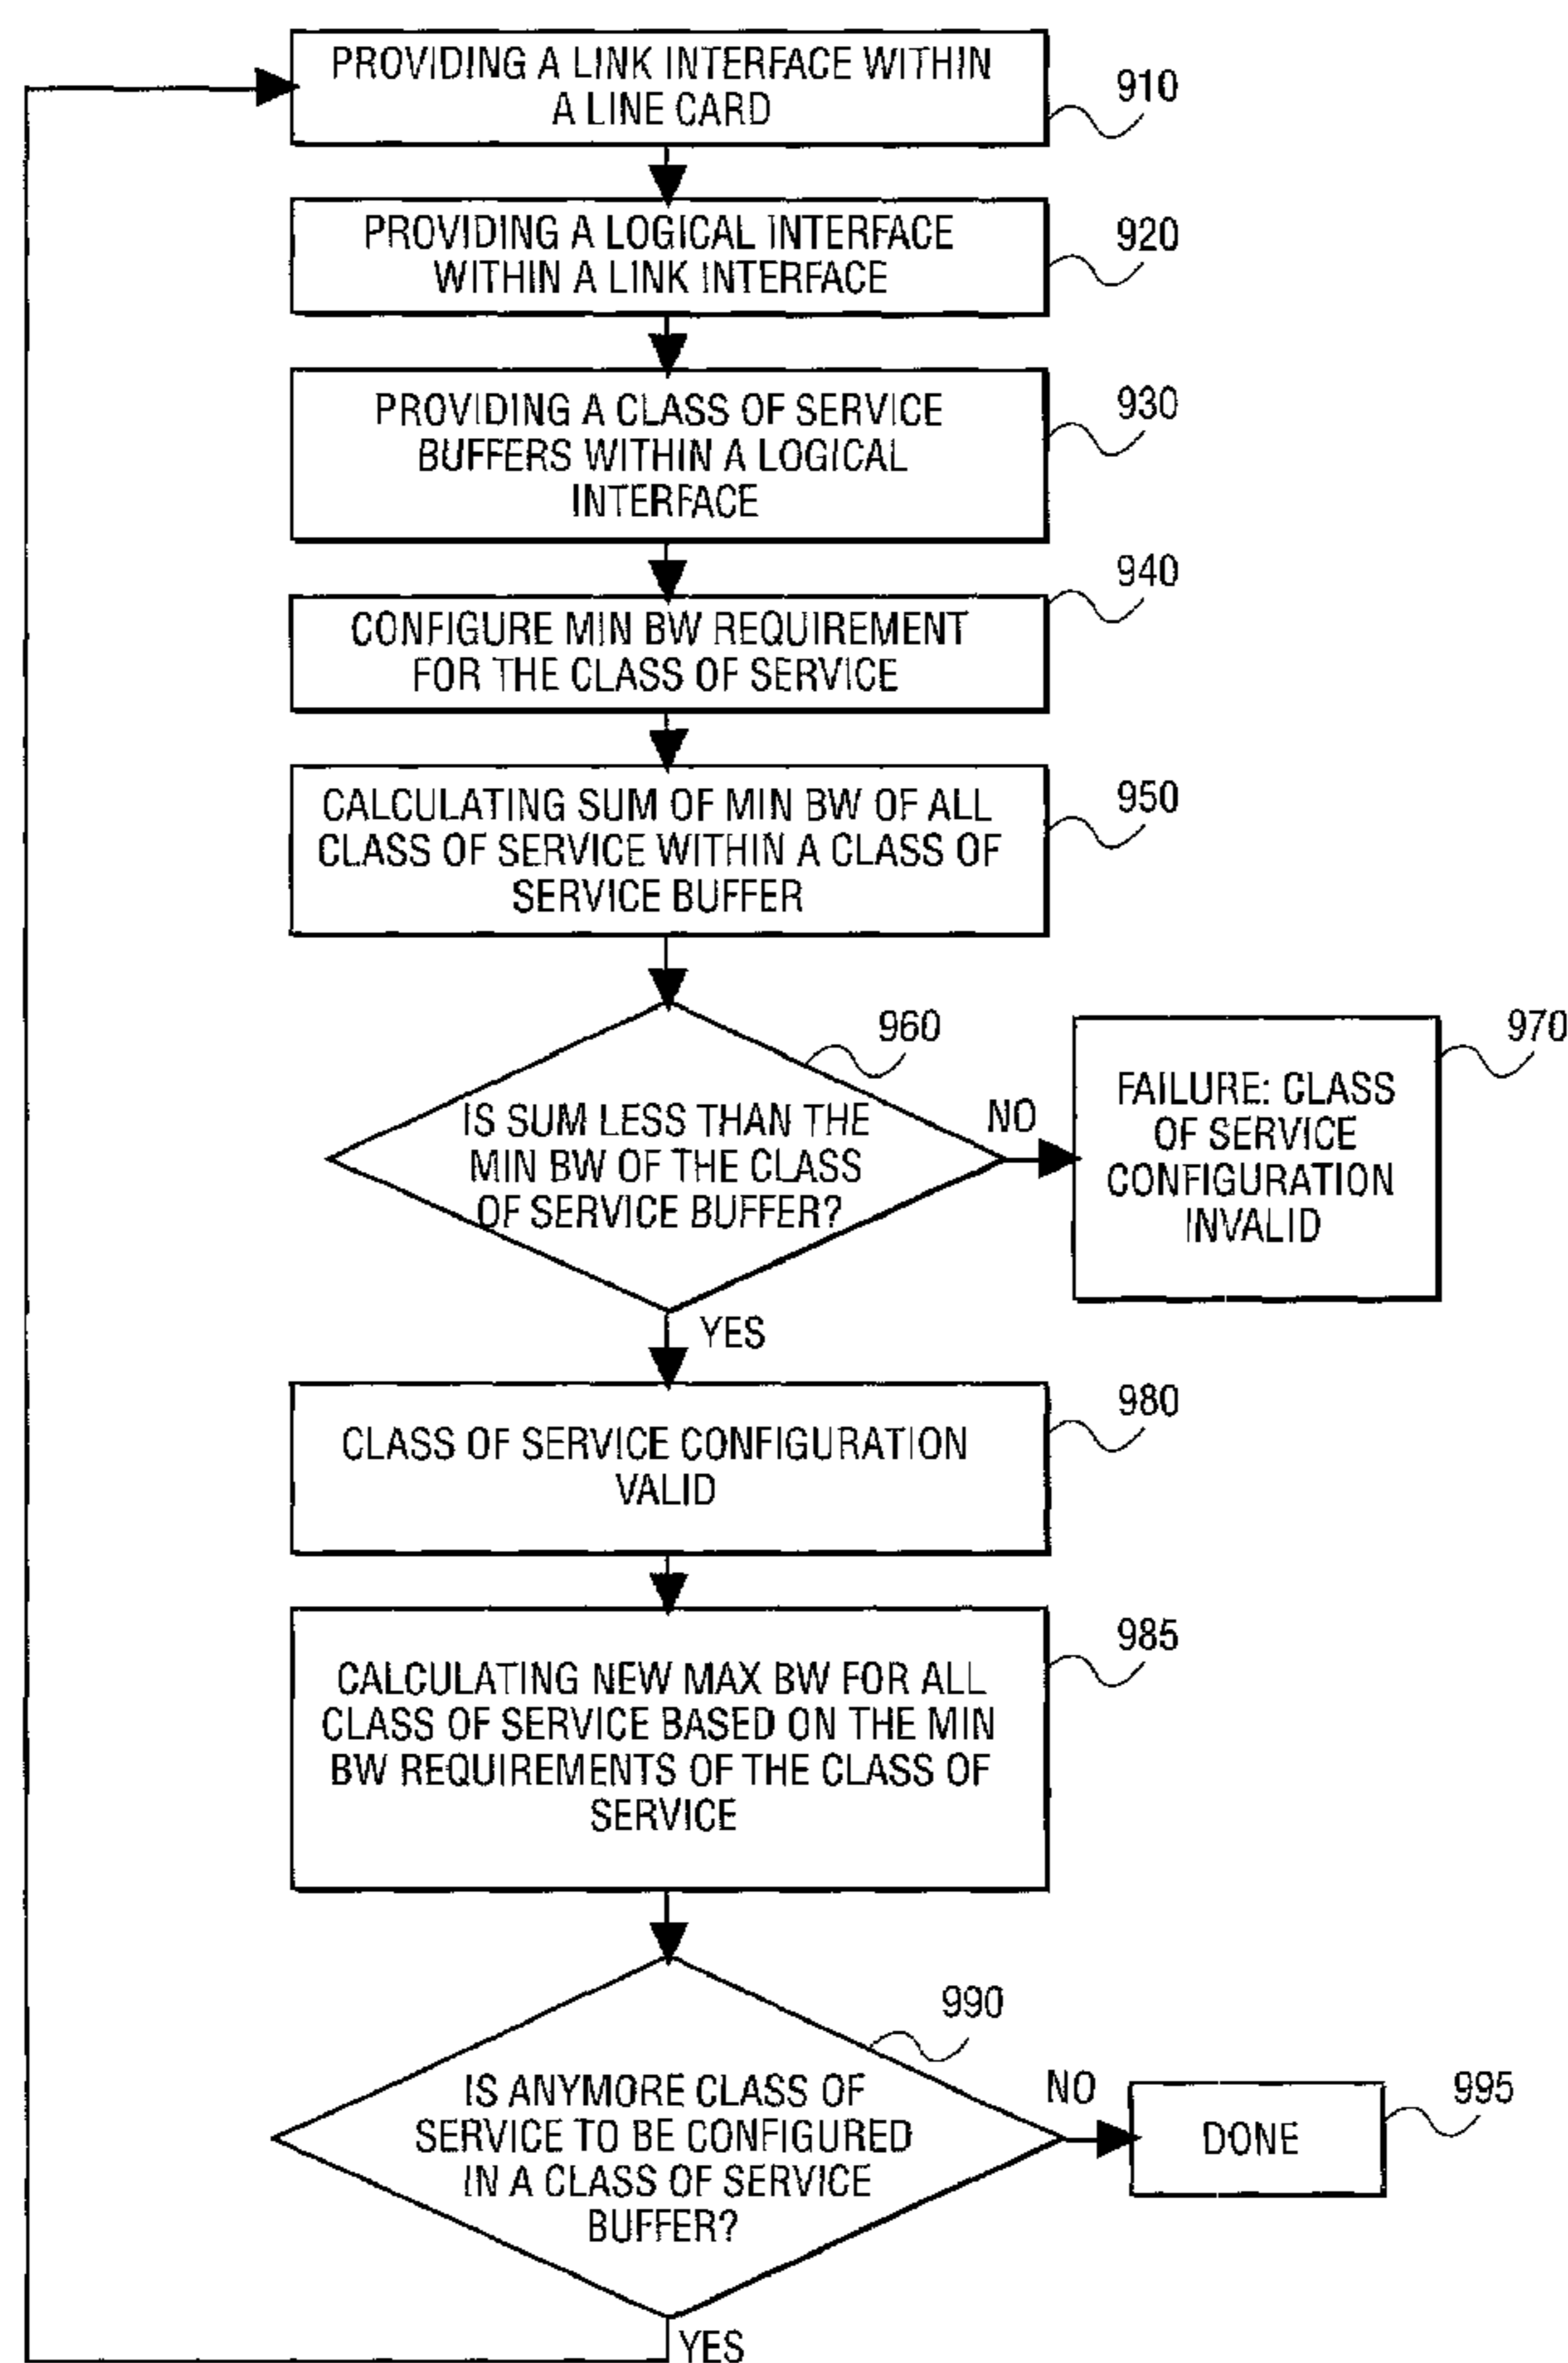 PROVIDING A LINK INTERFACE WITHIN
A LINE CARD
910
PROVIDING A LOGICAL INTERFACE
WITHIN A LINK INTERFACE
920
PROVIDING A CLASS OF SERVICE
BUFFERS WITHIN A LOGICAL
INTERFACE
930
CONFIGURE MIN BW REQUIREMENT
FOR THE CLASS OF SERVICE
940
CALCULATING SUM OF MIN BW OF ALL
CLASS OF SERVICE WITHIN A CLASS OF
SERVICE BUFFER
950
IS SUM LESS THAN THE
MIN BW OF THE CLASS
OF SERVICE BUFFER?
960
NO
FAILURE: CLASS
OF SERVICE
CONFIGURATION
INVALID
970
YES
CLASS OF SERVICE CONFIGURATION
VALID
980
CALCULATING NEW MAX BW FOR ALL
CLASS OF SERVICE BASED ON THE MIN
BW REQUIREMENTS OF THE CLASS OF
SERVICE
985
IS ANYMORE CLASS OF
SERVICE TO BE CONFIGURED
IN A CLASS OF SERVICE
BUFFER?
990
NO
DONE
995
YES